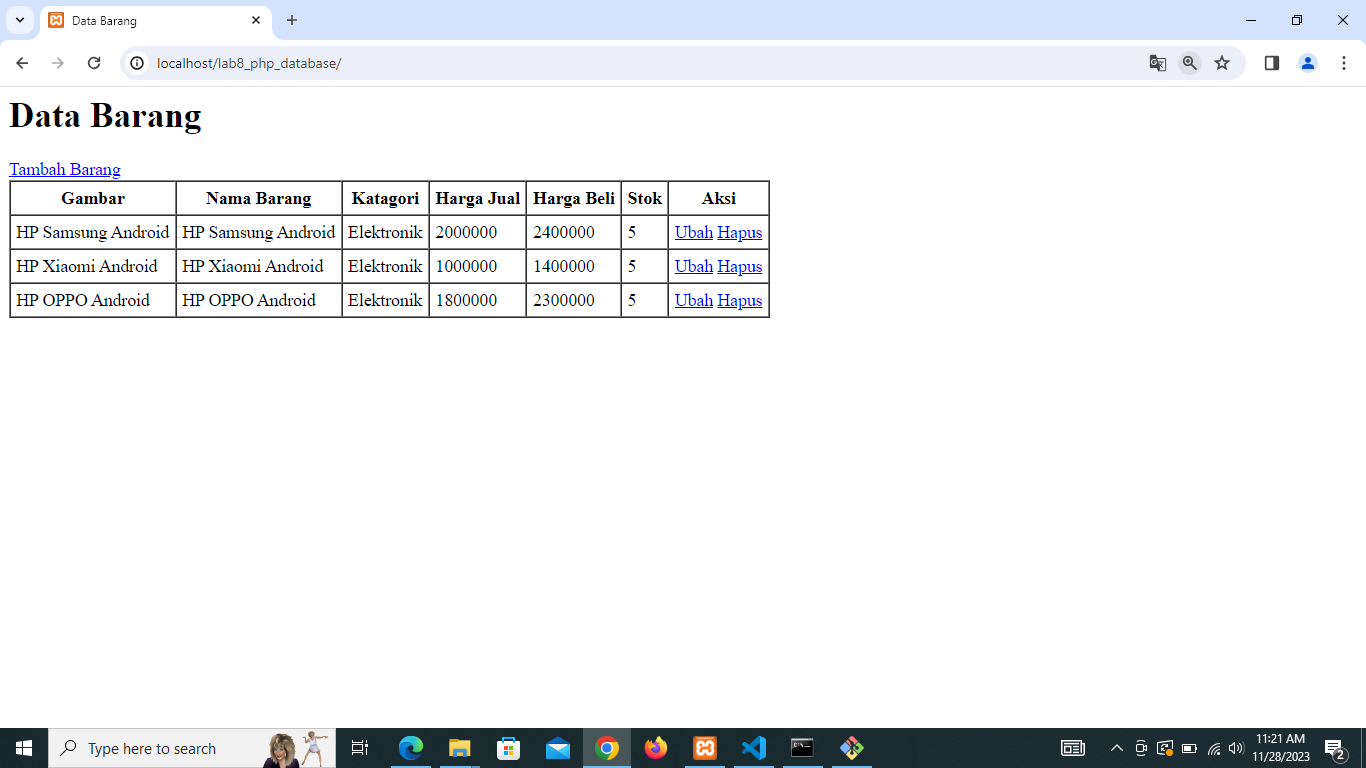 Data Barang
localhost/lab8_php_database/
Data Barang
Tambah Barang
Gambar Nama Barang Katagori Harga Jual Harga Beli Stok Aksi
HP Samsung Android HP Samsung Android Elektronik 2000000 2400000 5 Ubah Hapus
HP Xiaomi Android HP Xiaomi Android Elektronik 1000000 1400000 5 Ubah Hapus
HP OPPO Android HP OPPO Android Elektronik 1800000 2300000 5 Ubah Hapus
Type here to search
11:21 AM
11/28/2023
2